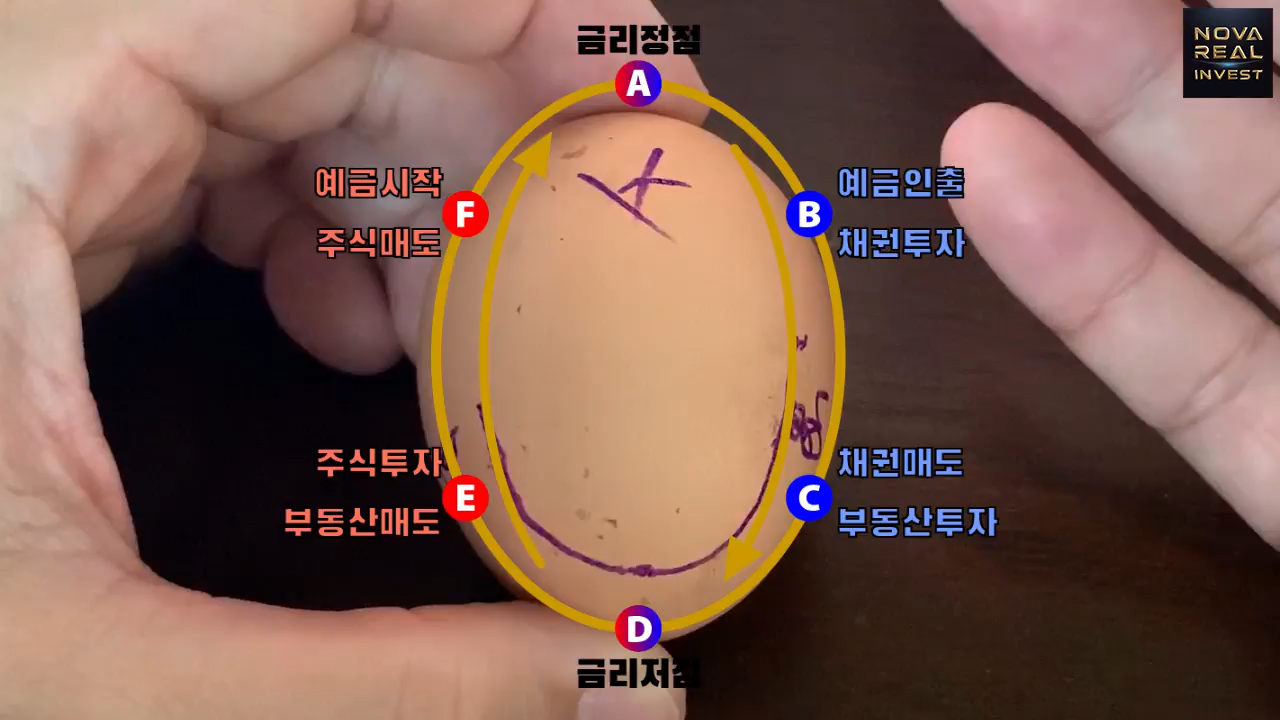 금리정점
A
NOVA
REAL
INVEST
예금시작
주식매도
F
B
예금인출
채권투자
주식투자
부동산매도
E
C
채권매도
부동산투자
D
금리저점